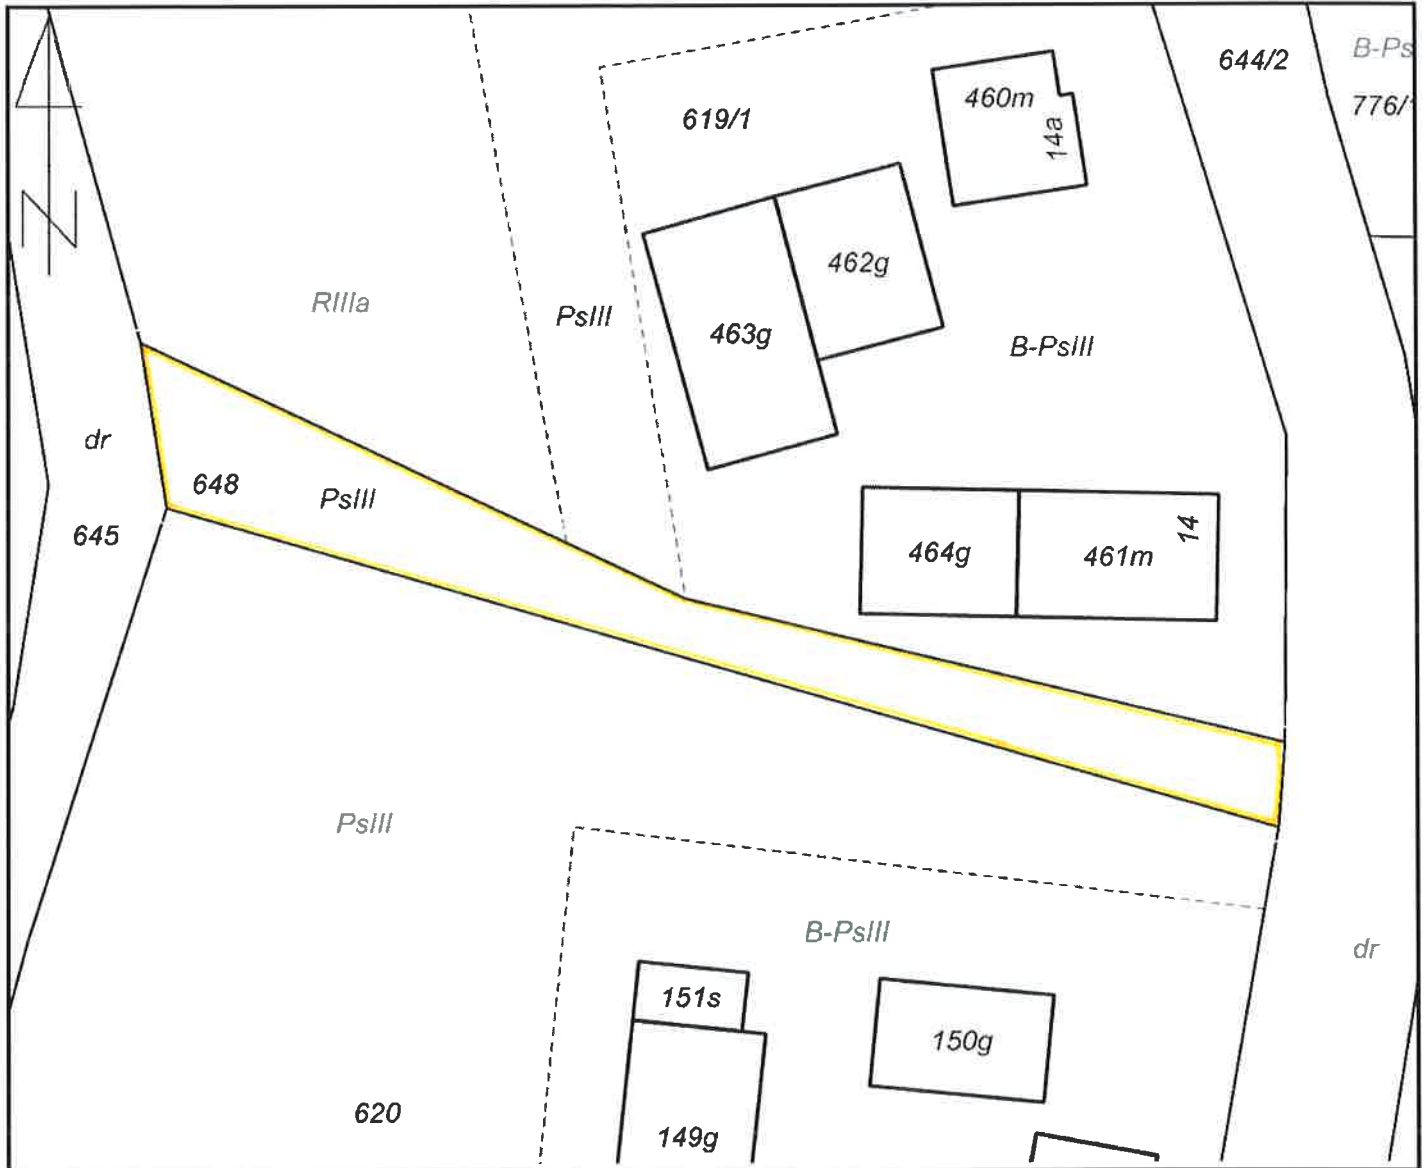 644/2
B-Ps
776/
460m
14a
619/1
N
462g
RIIIa
PsIII
463g
B-PsIII
dr
648
PsIII
645
464g
461m
14
PsIII
B-PsIII
dr
151s
150g
620
149g